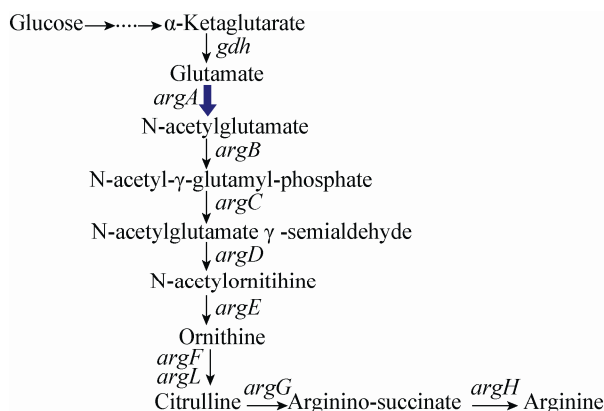 Glucose α-Ketaglutarate
gdh
Glutamate
argA
N-acetylglutamate
argB
N-acetyl-γ-glutamyl-phosphate
argC
N-acetylglutamate γ -semialdehyde
argD
N-acetylornitihine
argE
Ornithine
argF
argL
Citrulline argG Arginino-succinate argH Arginine